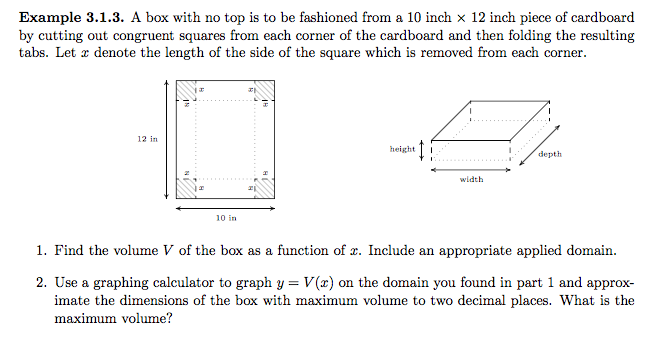 Example 3.1.3. A box with no top is to be fashioned from a 10 inch × 12 inch piece of cardboard
by cutting out congruent squares from each corner of the cardboard and then folding the resulting
tabs. Let x denote the length of the side of the square which is removed from each corner.
x x
x x
12 in
height
depth
x x
x x
width
10 in
1. Find the volume V of the box as a function of x. Include an appropriate applied domain.
2. Use a graphing calculator to graph y = V(x) on the domain you found in part 1 and approx-
imate the dimensions of the box with maximum volume to two decimal places. What is the
maximum volume?